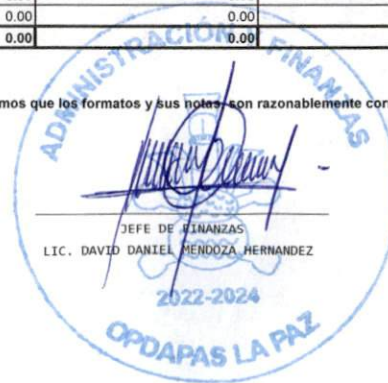 0.00 0.00
0.00 0.00
mos que los formatos y sus notas, son razonablemente cor
ADMINISTRACIÓN FINANZAS
JEFE DE FINANZAS
LIC. DAVID DANIEL MENDOZA HERNANDEZ
2022-2024
OPDAPAS LA PAZ